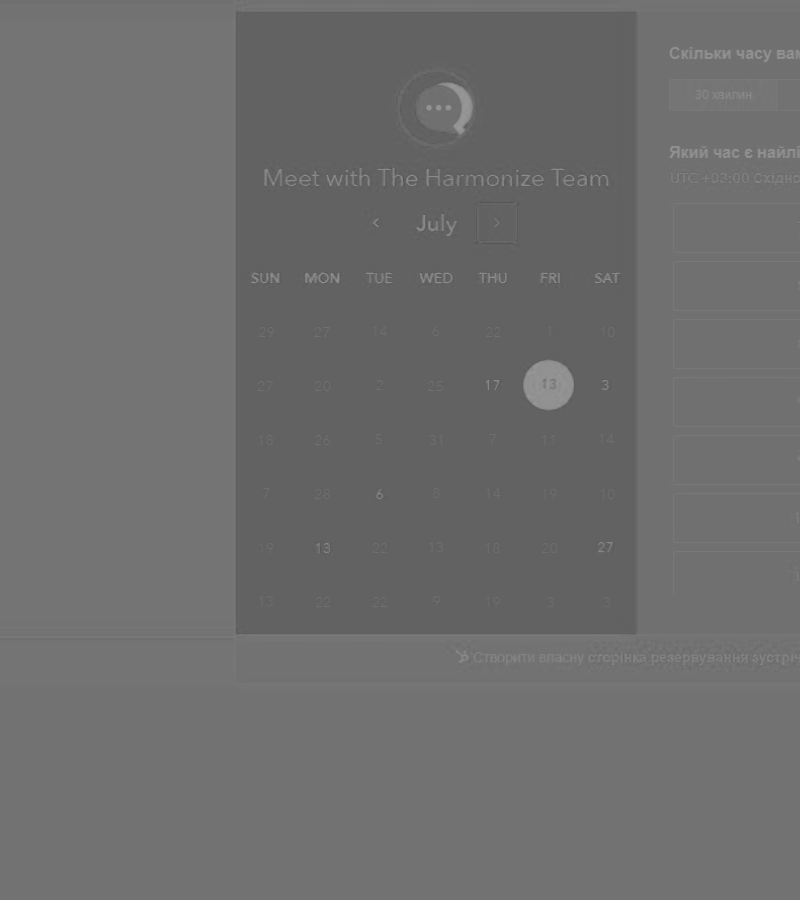 Meet with The Harmonize Team
July
SUN MON TUE WED THU FRI SAT
29 27 14 6 22 1 10
27 20 2 25 17 13 3
18 26 5 31 7 11 14
7 28 6 8 14 19 10
19 13 22 13 18 20 27
13 22 22 9 19 3 3
Скільки часу вам
30 хвилин
Який час є найлі
UTC +03:00 Східно
Створити власну сторінка резервування зустріч